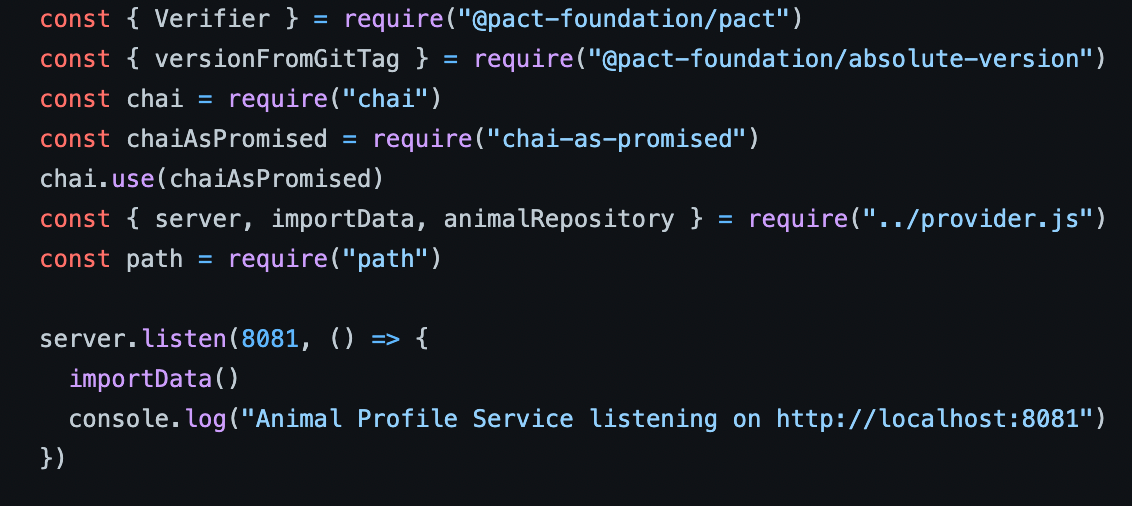 const { Verifier } = require("@pact-foundation/pact")
const { versionFromGitTag } = require("@pact-foundation/absolute-version")
const chai = require("chai")
const chaiAsPromised = require("chai-as-promised")
chai.use(chaiAsPromised)
const { server, importData, animalRepository } = require("../provider.js")
const path = require("path")

server.listen(8081, () => {
  importData()
  console.log("Animal Profile Service listening on http://localhost:8081")
})